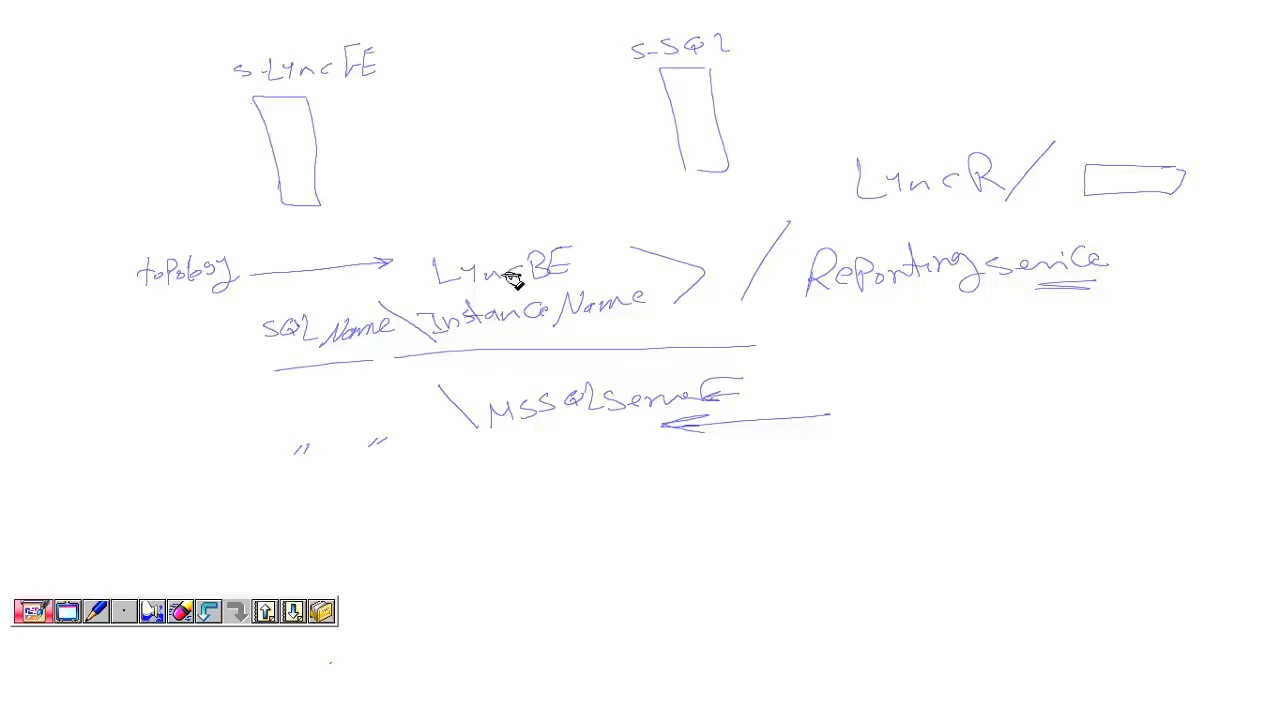 S-LyncFE
S-SQL
LyncR/
topology
LyncBE
/Reportingservice
SQLName\InstanceName
\MSSQLServer
" "